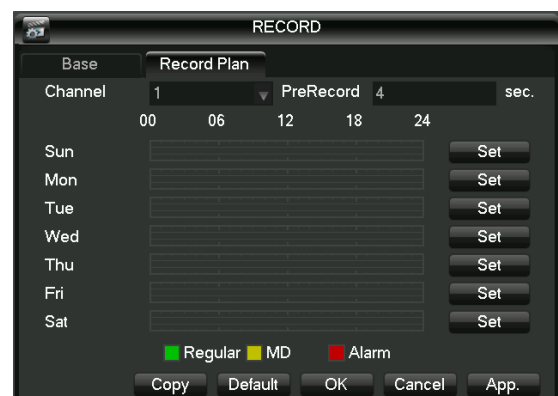 RECORD
Base Record Plan
Channel 1 PreRecord 4 sec.
00 06 12 18 24
Sun Set
Mon Set
Tue Set
Wed Set
Thu Set
Fri Set
Sat Set
Regular MD Alarm
Copy Default OK Cancel App.